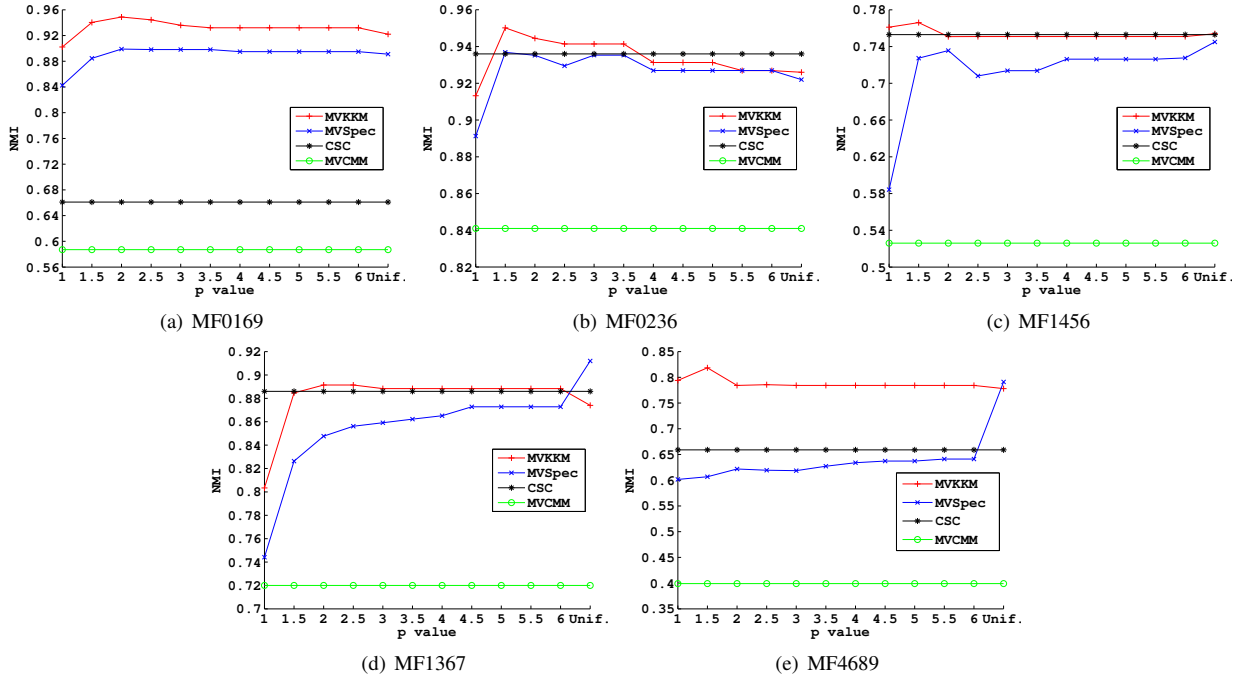 0.96
0.92
0.88
0.84
0.8
0.76
0.72
0.68
0.64
0.6
0.56
NMI
MVKKM
MVSpec
CSC
MVCMM
1 1.5 2 2.5 3 3.5 4 4.5 5 5.5 6 Unif.
p value
(a) MF0169
0.96
0.94
0.92
0.9
0.88
0.86
0.84
0.82
NMI
MVKKM
MVSpec
CSC
MVCMM
1 1.5 2 2.5 3 3.5 4 4.5 5 5.5 6 Unif.
p value
(b) MF0236
0.78
0.74
0.7
0.66
0.62
0.58
0.54
0.5
NMI
MVKKM
MVSpec
CSC
MVCMM
1 1.5 2 2.5 3 3.5 4 4.5 5 5.5 6 Unif.
p value
(c) MF1456
0.92
0.9
0.88
0.86
0.84
0.82
0.8
0.78
0.76
0.74
0.72
0.7
NMI
MVKKM
MVSpec
CSC
MVCMM
1 1.5 2 2.5 3 3.5 4 4.5 5 5.5 6 Unif.
p value
(d) MF1367
0.85
0.8
0.75
0.7
0.65
0.6
0.55
0.5
0.45
0.4
0.35
NMI
MVKKM
MVSpec
CSC
MVCMM
1 1.5 2 2.5 3 3.5 4 4.5 5 5.5 6 Unif.
p value
(e) MF4689